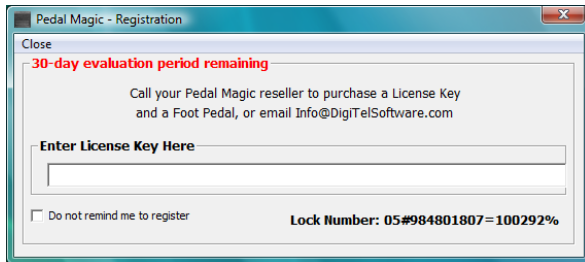 Pedal Magic - Registration
Close
30-day evaluation period remaining
Call your Pedal Magic reseller to purchase a License Key
and a Foot Pedal, or email Info@DigiTelSoftware.com
Enter License Key Here
Do not remind me to register
Lock Number: 05#984801807=100292%